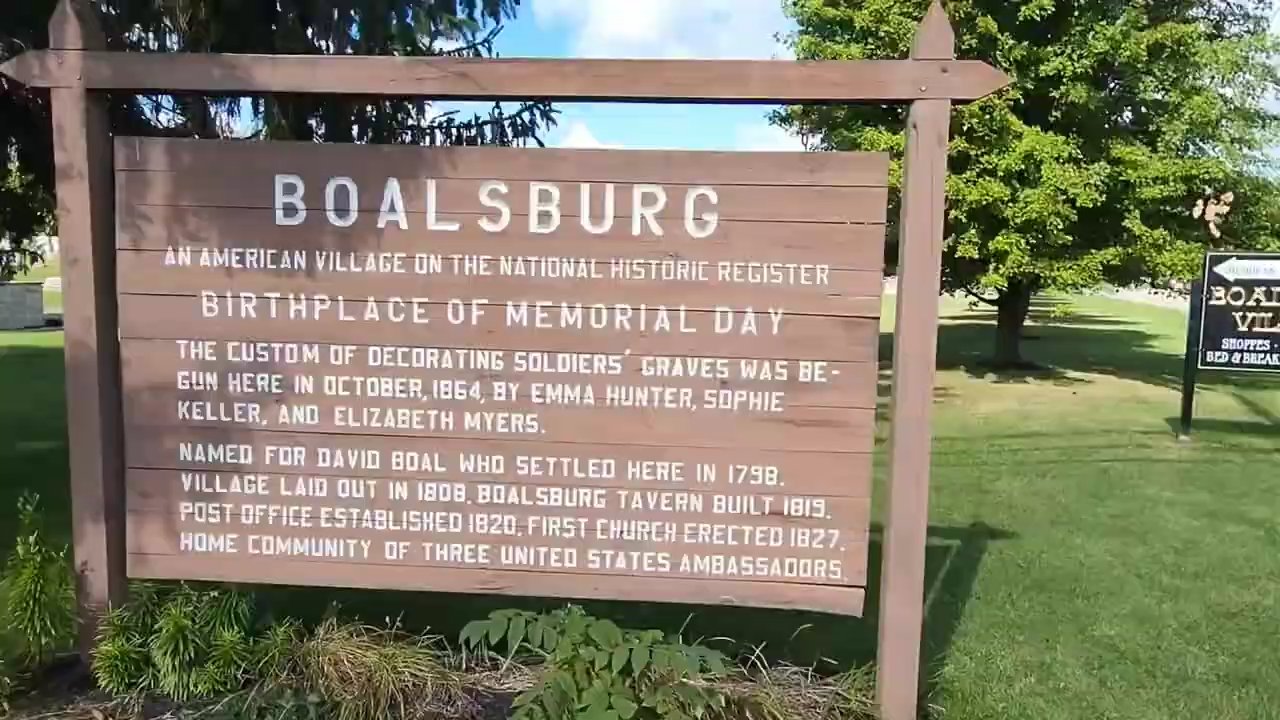 BOALSBURG
AN AMERICAN VILLAGE ON THE NATIONAL HISTORIC REGISTER
BIRTHPLACE OF MEMORIAL DAY
THE CUSTOM OF DECORATING SOLDIERS' GRAVES WAS BE-
GUN HERE IN OCTOBER, 1864, BY EMMA HUNTER, SOPHIE
KELLER, AND ELIZABETH MYERS.
NAMED FOR DAVID BOAL WHO SETTLED HERE IN 1798.
VILLAGE LAID OUT IN 1808. BOALSBURG TAVERN BUILT 1819.
POST OFFICE ESTABLISHED 1820. FIRST CHURCH ERECTED 1827.
HOME COMMUNITY OF THREE UNITED STATES AMBASSADORS.
BOAL
VIL
SHOPPES ·
BED & BREAK